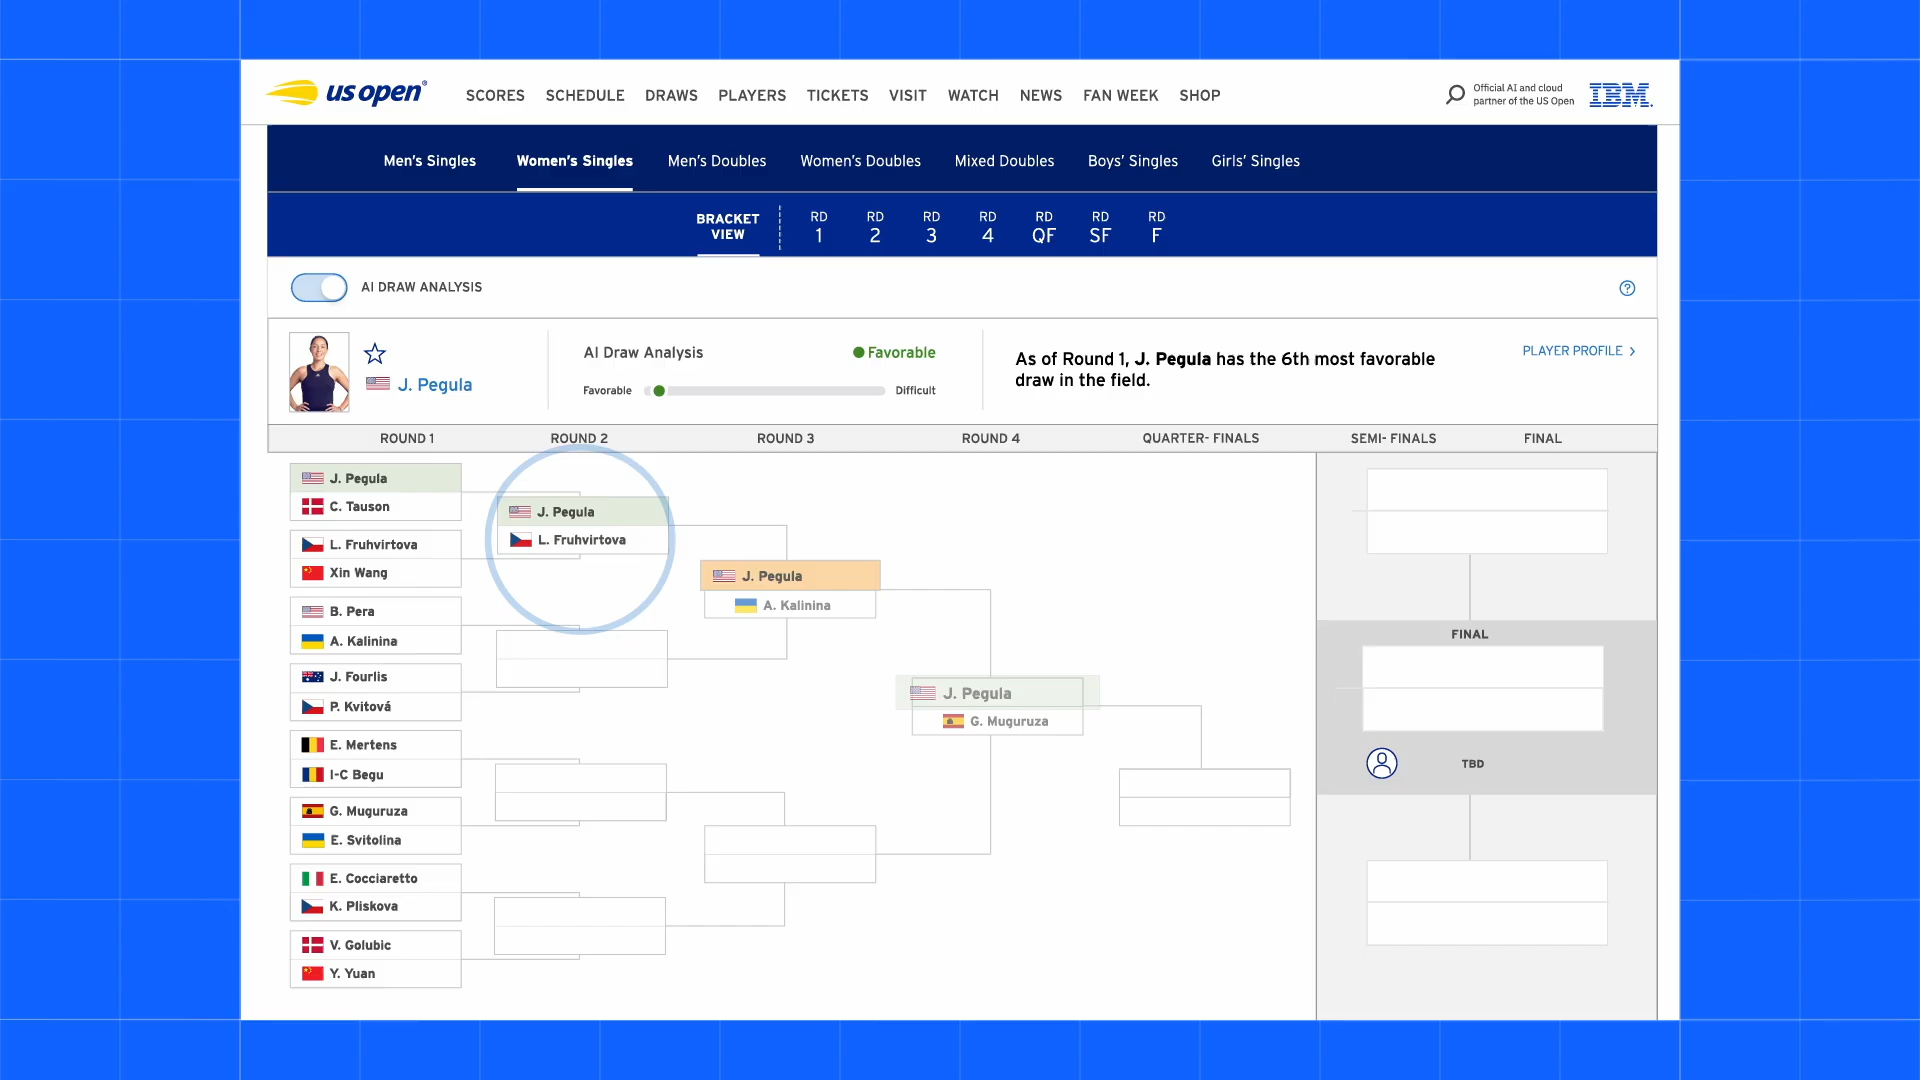 us open
SCORES SCHEDULE DRAWS PLAYERS TICKETS VISIT WATCH NEWS FAN WEEK SHOP
Official AI and cloud
partner of the US Open
IBM.
Men's Singles Women's Singles Men's Doubles Women's Doubles Mixed Doubles Boys' Singles Girls' Singles
BRACKET
VIEW
RD 1
RD 2
RD 3
RD 4
RD QF
RD SF
RD F
AI DRAW ANALYSIS
?
J. Pegula
AI Draw Analysis
Favorable
Favorable
Difficult
As of Round 1, J. Pegula has the 6th most favorable
draw in the field.
PLAYER PROFILE >
ROUND 1 ROUND 2 ROUND 3 ROUND 4 QUARTER- FINALS SEMI- FINALS FINAL
J. Pegula
C. Tauson
L. Fruhvirtova
Xin Wang
B. Pera
A. Kalinina
J. Fourlis
P. Kvitová
E. Mertens
I-C Begu
G. Muguruza
E. Svitolina
E. Cocciaretto
K. Pliskova
V. Golubic
Y. Yuan
J. Pegula
L. Fruhvirtova
J. Pegula
A. Kalinina
J. Pegula
G. Muguruza
FINAL
TBD